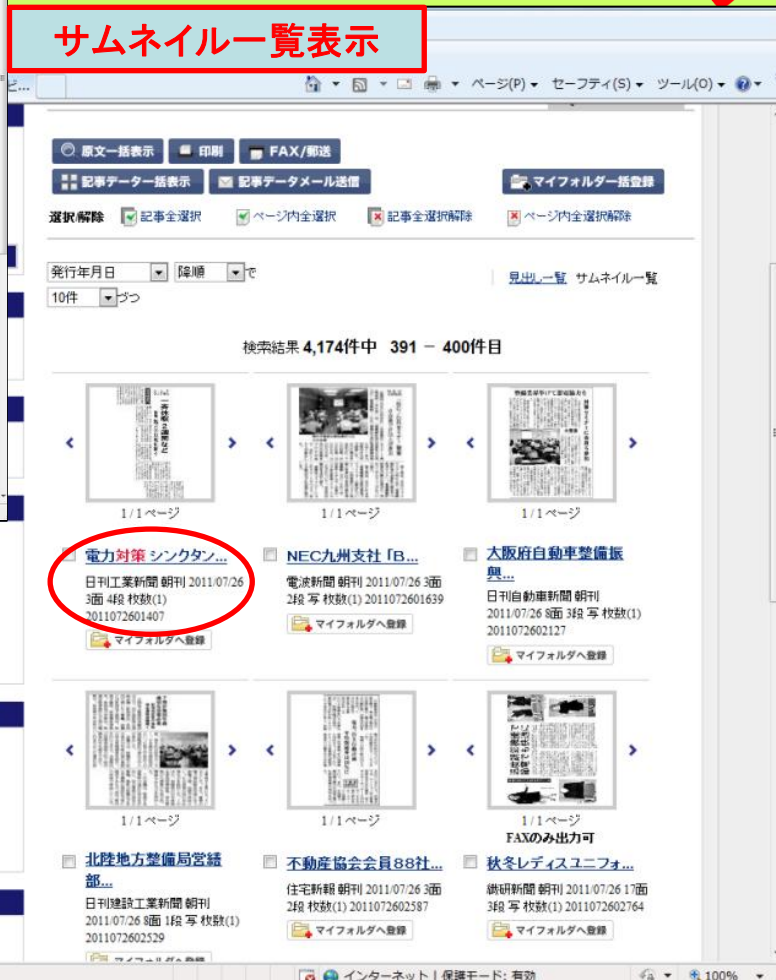 サムネイル一覧表示
ピ...
ページ(P) セーフティ(S) ツール(O)
原文一括表示 印刷 FAX/郵送
記事データ一括表示 記事データメール送信 マイフォルダー括登録
選択/解除 記事全選択 ページ内全選択 記事全選択解除 ページ内全選択解除
発行年月日 降順 で
見出し一覧 サムネイル一覧
10件 づつ
検索結果 4,174件中 391 － 400件目
1/1ページ 1/1ページ 1/1ページ
電力対策 シンクタン...
日刊工業新聞 朝刊 2011/07/26
3面 4段 枚数(1)
2011072601407
マイフォルダへ登録
NEC九州支社「B...
電波新聞 朝刊 2011/07/26 3面
2段 写 枚数(1) 2011072601639
マイフォルダへ登録
大阪府自動車整備振
興...
日刊自動車新聞 朝刊
2011/07/26 8面 3段 写 枚数(1)
2011072602127
マイフォルダへ登録
1/1ページ 1/1ページ 1/1ページ
FAXのみ出力可
北陸地方整備局営繕
部...
日刊建設工業新聞 朝刊
2011/07/26 8面 1段 写 枚数(1)
2011072602529
マイフォルダへ登録
不動産協会会員88社...
住宅新報 朝刊 2011/07/26 3面
2段 枚数(1) 2011072602587
マイフォルダへ登録
秋冬レディスユニフォ...
繊研新聞 朝刊 2011/07/26 17面
3段 写 枚数(1) 2011072602764
マイフォルダへ登録
インターネット | 保護モード: 有効 100%